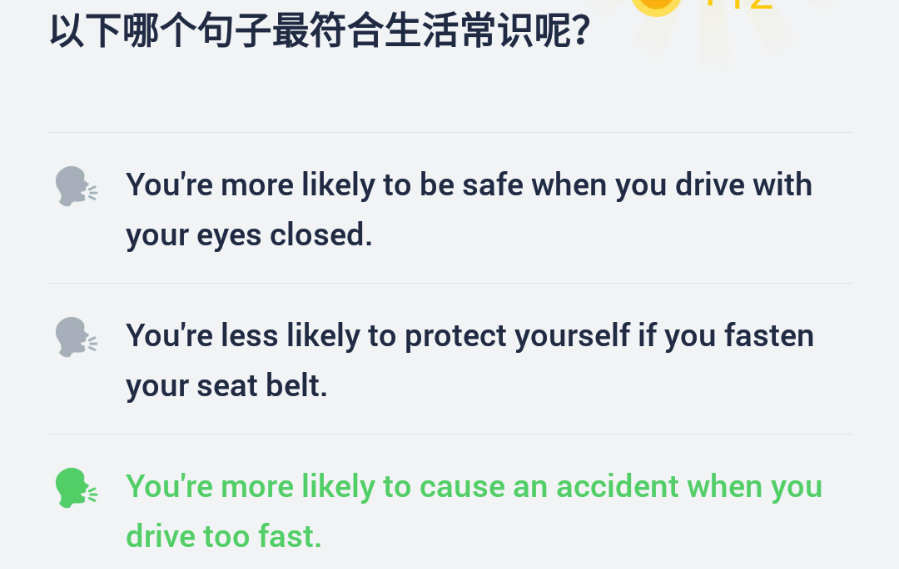 以下哪个句子最符合生活常识呢？
You're more likely to be safe when you drive with
your eyes closed.
You're less likely to protect yourself if you fasten
your seat belt.
You're more likely to cause an accident when you
drive too fast.